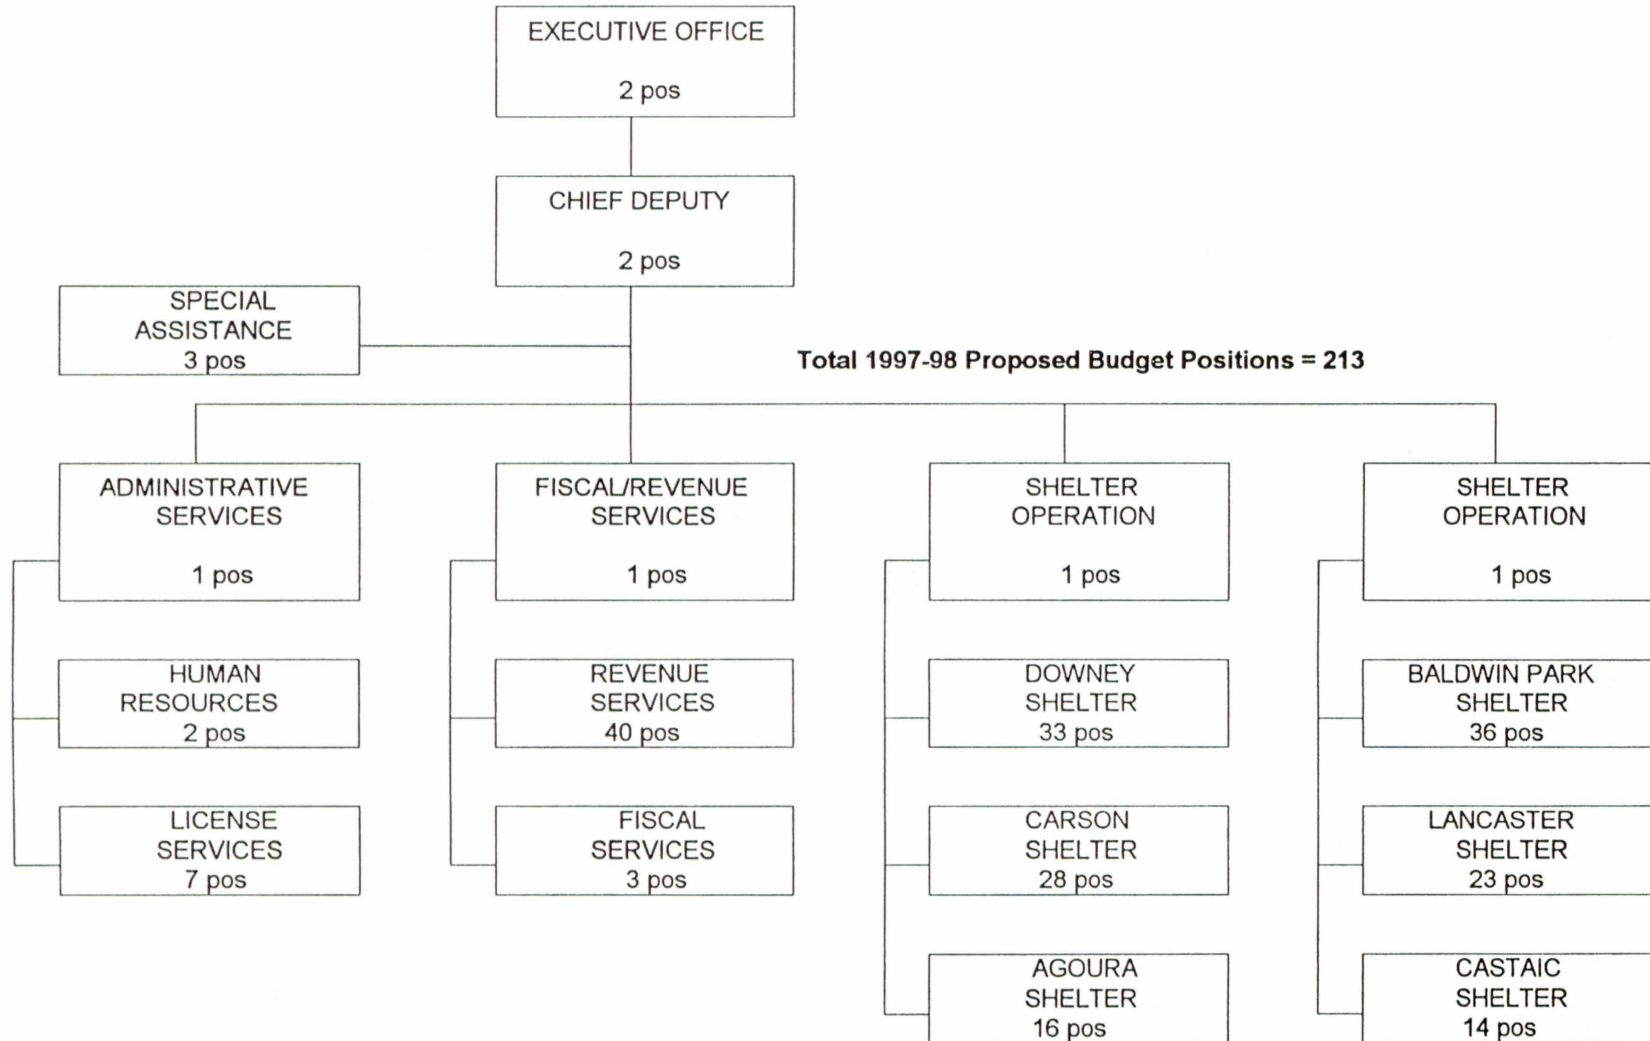 EXECUTIVE OFFICE
2 pos
CHIEF DEPUTY
2 pos
SPECIAL
ASSISTANCE
3 pos
Total 1997-98 Proposed Budget Positions = 213
ADMINISTRATIVE
SERVICES
1 pos
FISCAL/REVENUE
SERVICES
1 pos
SHELTER
OPERATION
1 pos
SHELTER
OPERATION
1 pos
HUMAN
RESOURCES
2 pos
REVENUE
SERVICES
40 pos
DOWNEY
SHELTER
33 pos
BALDWIN PARK
SHELTER
36 pos
LICENSE
SERVICES
7 pos
FISCAL
SERVICES
3 pos
CARSON
SHELTER
28 pos
LANCASTER
SHELTER
23 pos
AGOURA
SHELTER
16 pos
CASTAIC
SHELTER
14 pos